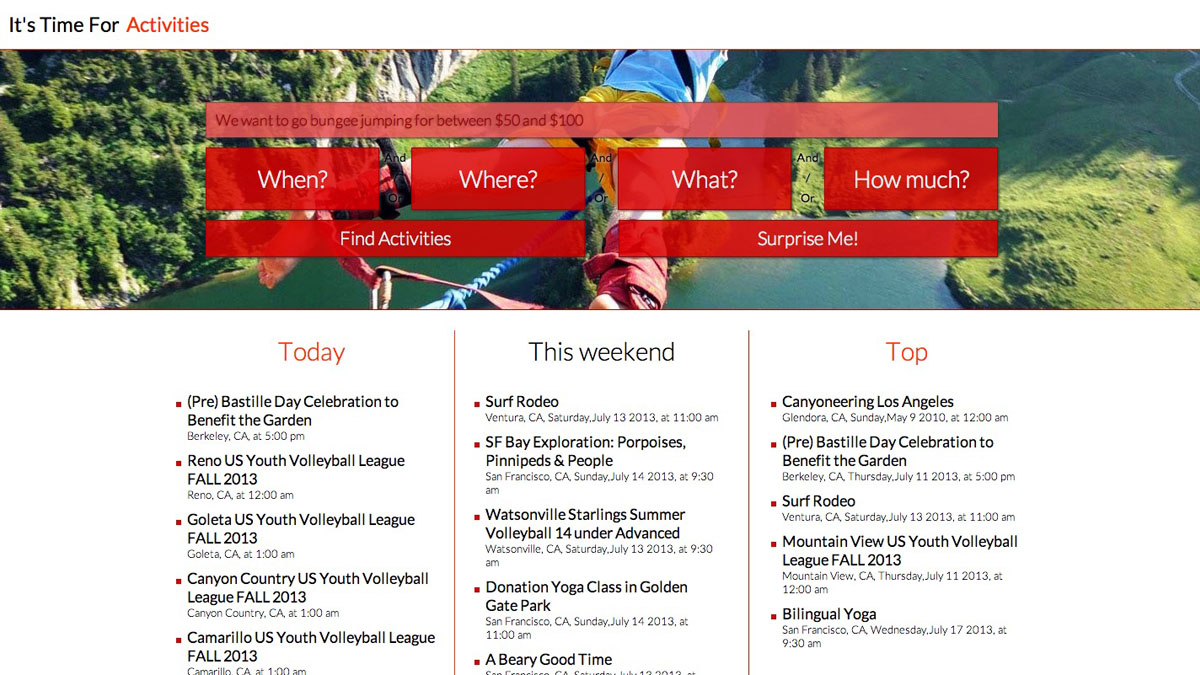 It's Time For Activities
We want to go bungee jumping for between $50 and $100
When?
And
Or
Where?
And
/
Or
What?
And
/
Or
How much?
Find Activities
Surprise Me!
Today
(Pre) Bastille Day Celebration to
Benefit the Garden
Berkeley, CA, at 5:00 pm
Reno US Youth Volleyball League
FALL 2013
Reno, CA, at 12:00 am
Goleta US Youth Volleyball League
FALL 2013
Goleta, CA, at 1:00 am
Canyon Country US Youth Volleyball
League FALL 2013
Canyon Country, CA, at 1:00 am
Camarillo US Youth Volleyball League
FALL 2013
Camarillo, CA, at 1:00 am
This weekend
Surf Rodeo
Ventura, CA, Saturday,July 13 2013, at 11:00 am
SF Bay Exploration: Porpoises,
Pinnipeds & People
San Francisco, CA, Sunday,July 14 2013, at 9:30
am
Watsonville Starlings Summer
Volleyball 14 under Advanced
Watsonville, CA, Saturday,July 13 2013, at 9:30
am
Donation Yoga Class in Golden
Gate Park
San Francisco, CA, Sunday,July 14 2013, at
11:00 am
A Beary Good Time
San Francisco, CA, Saturday,July 13 2013, at
Top
Canyoneering Los Angeles
Glendora, CA, Sunday,May 9 2010, at 12:00 am
(Pre) Bastille Day Celebration to
Benefit the Garden
Berkeley, CA, Thursday,July 11 2013, at 5:00 pm
Surf Rodeo
Ventura, CA, Saturday,July 13 2013, at 11:00 am
Mountain View US Youth Volleyball
League FALL 2013
Mountain View, CA, Thursday,July 11 2013, at
12:00 am
Bilingual Yoga
San Francisco, CA, Wednesday,July 17 2013, at
9:30 am